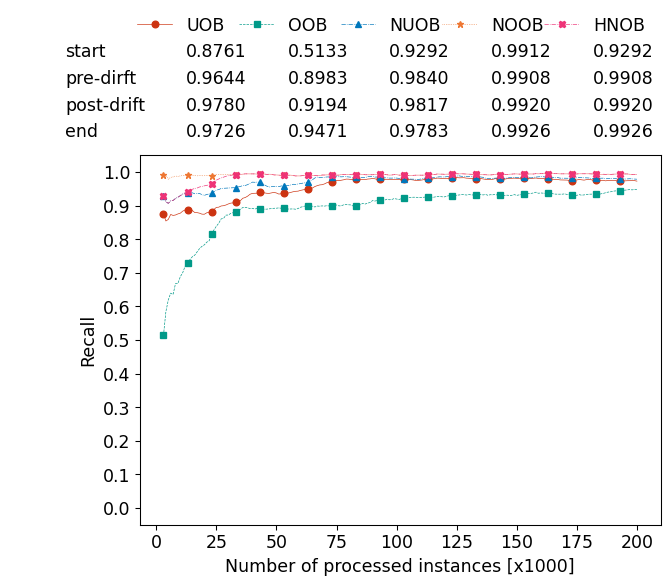 UOB OOB NUOB NOOB HNOB
start 0.8761 0.5133 0.9292 0.9912 0.9292
pre-dirft 0.9644 0.8983 0.9840 0.9908 0.9908
post-drift 0.9780 0.9194 0.9817 0.9920 0.9920
end 0.9726 0.9471 0.9783 0.9926 0.9926
1.0
0.9
0.8
0.7
0.6
0.5
0.4
0.3
0.2
0.1
0.0
Recall
0 25 50 75 100 125 150 175 200
Number of processed instances [x1000]